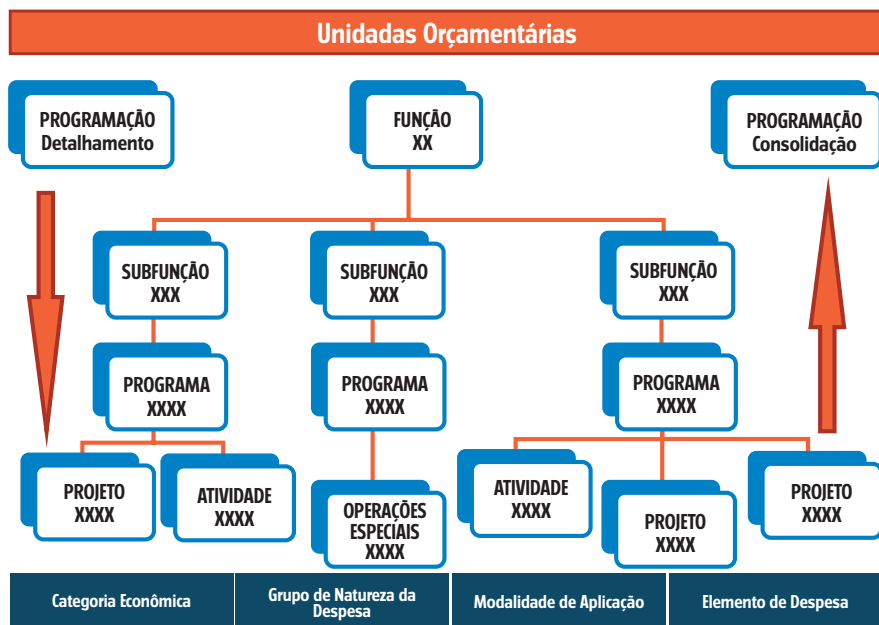 Unidadas Orçamentárias
PROGRAMAÇÃO
Detalhamento
FUNÇÃO
XX
PROGRAMAÇÃO
Consolidação
SUBFUNÇÃO
XXX
SUBFUNÇÃO
XXX
SUBFUNÇÃO
XXX
PROGRAMA
XXXX
PROGRAMA
XXXX
PROGRAMA
XXXX
PROJETO
XXXX
ATIVIDADE
XXXX
OPERAÇÕES
ESPECIAIS
XXXX
ATIVIDADE
XXXX
PROJETO
XXXX
PROJETO
XXXX
Categoria Econômica
Grupo de Natureza da
Despesa
Modalidade de Aplicação
Elemento de Despesa